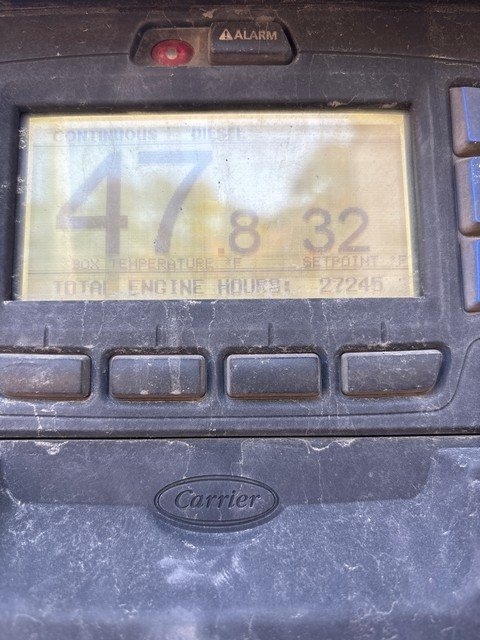 ALARM
CONTINUOUS DIESEL
47.8 32
BOX TEMPERATURE °F SETPOINT °F
TOTAL ENGINE HOURS: 27245
Carrier